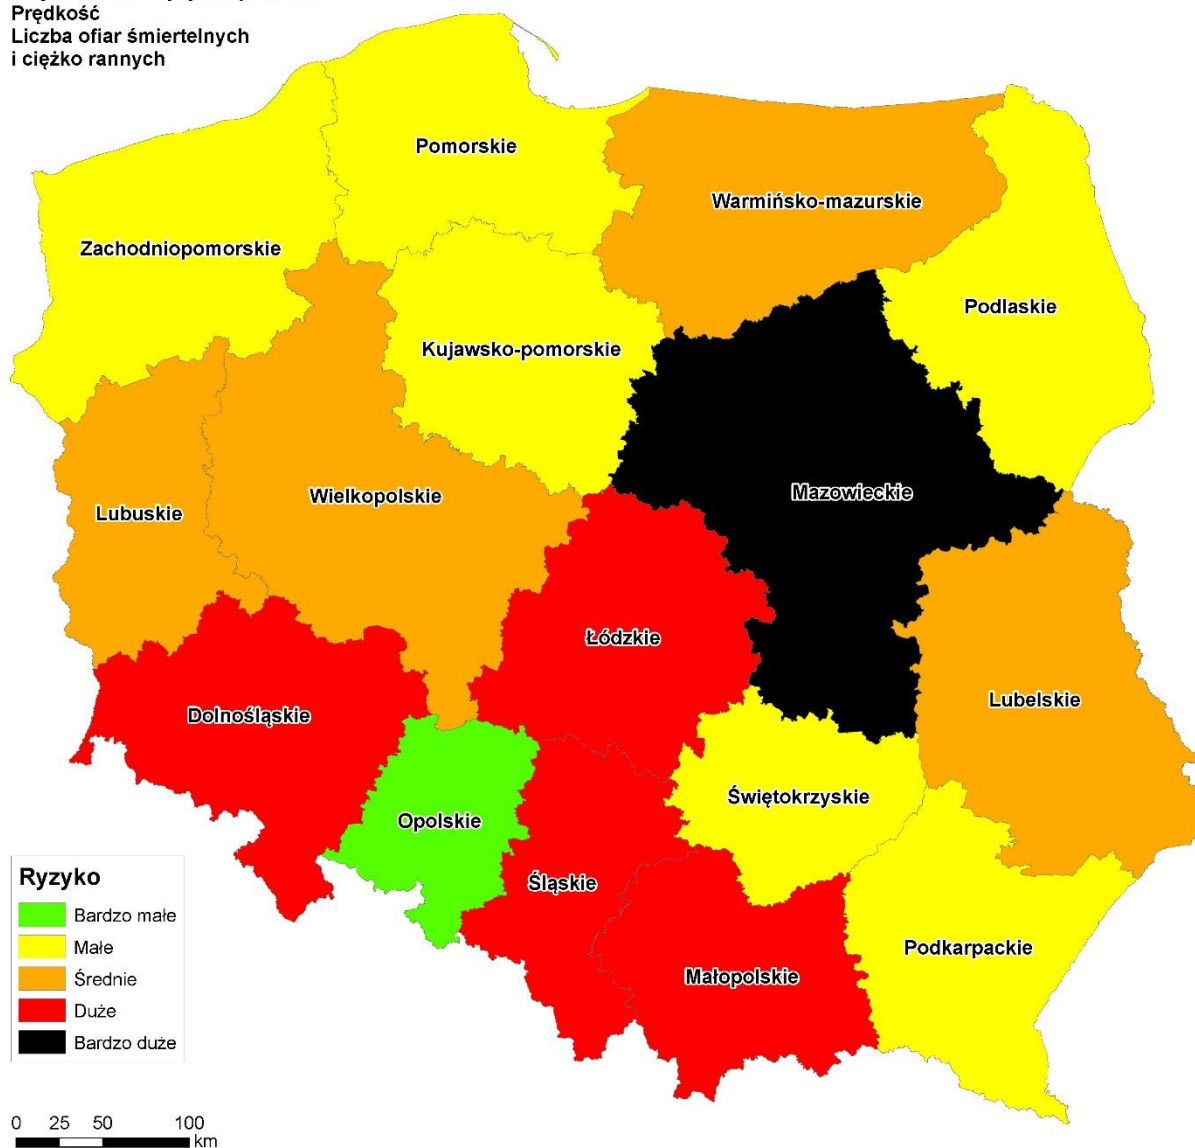 Prędkość
Liczba ofiar śmiertelnych
i ciężko rannych
Pomorskie
Warmińsko-mazurskie
Zachodniopomorskie
Podlaskie
Kujawsko-pomorskie
Mazowieckie
Wielkopolskie
Lubuskie
Łódzkie
Lubelskie
Dolnośląskie
Świętokrzyskie
Opolskie
Śląskie
Podkarpackie
Małopolskie
Ryzyko
Bardzo małe
Małe
Średnie
Duże
Bardzo duże
0 25 50 100
km